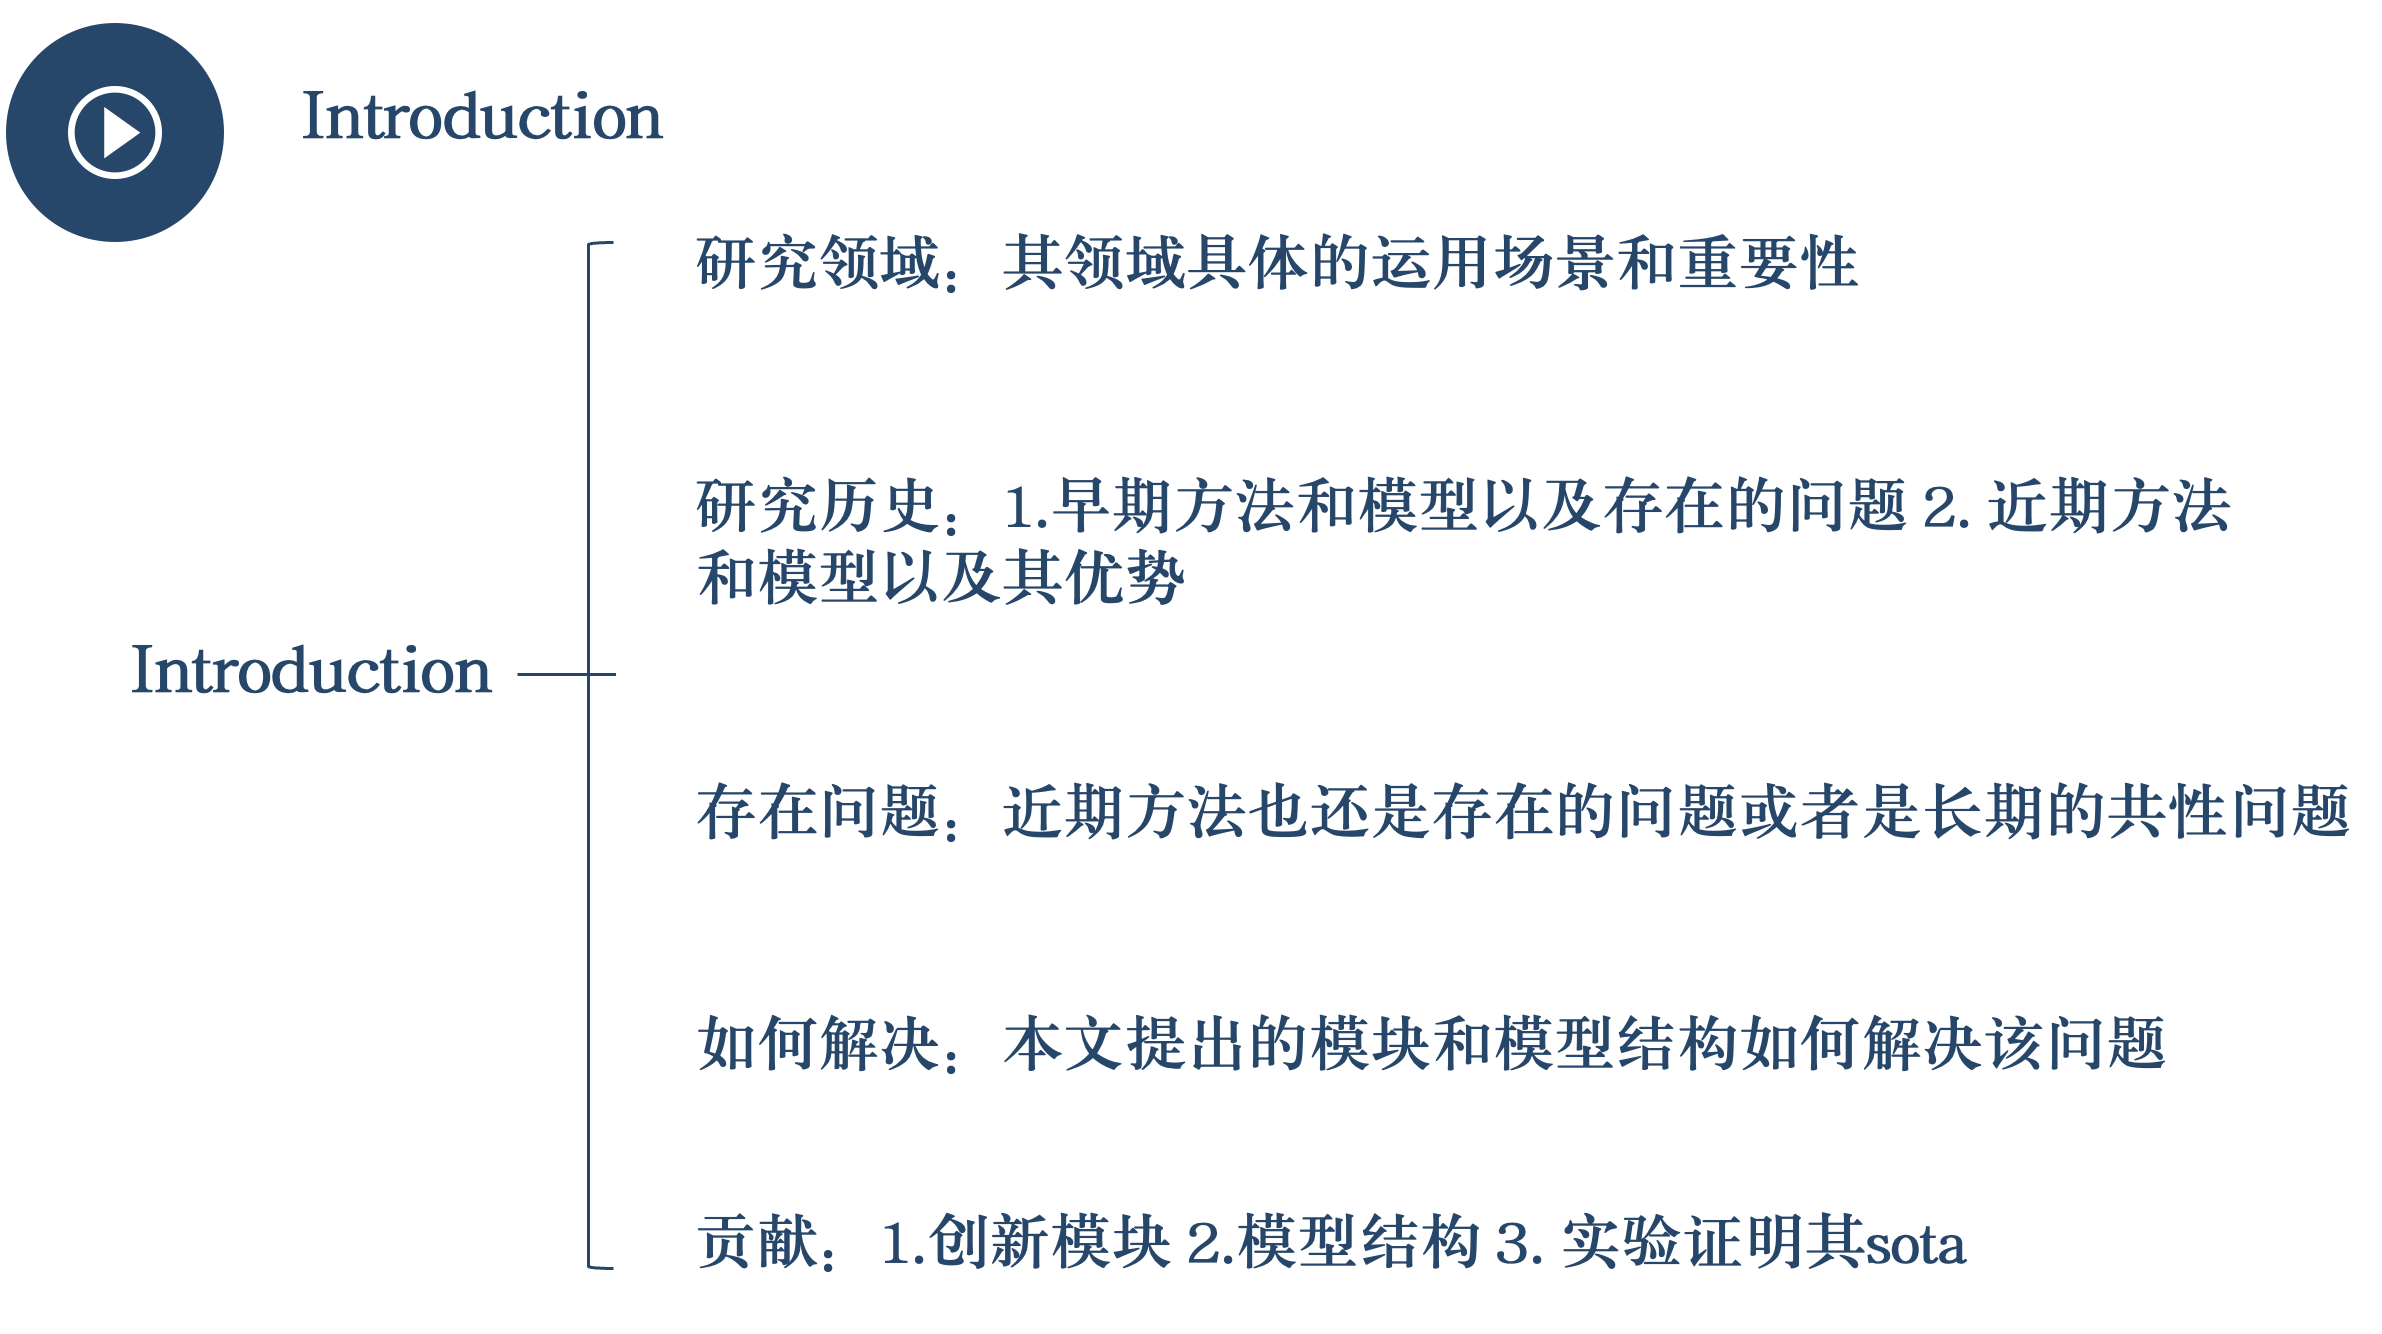 Introduction
研究领域：其领域具体的运用场景和重要性
研究历史：1.早期方法和模型以及存在的问题 2. 近期方法
和模型以及其优势
Introduction
存在问题：近期方法也还是存在的问题或者是长期的共性问题
如何解决：本文提出的模块和模型结构如何解决该问题
贡献：1.创新模块 2.模型结构 3. 实验证明其sota